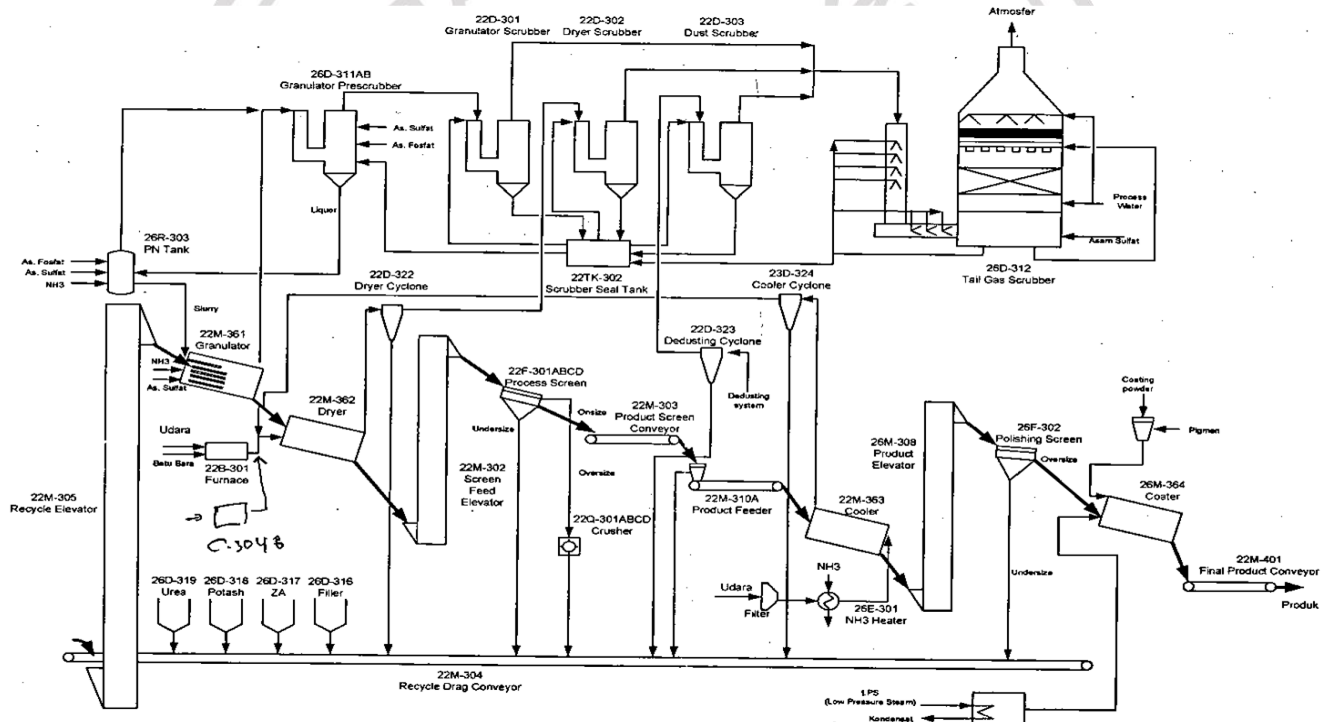 Atmosfer
22D-301
Granulator Scrubber
22D-302
Dryer Scrubber
22D-303
Dust Scrubber
26D-311AB
Granulator Prescrubber
As. Sulfat
As. Fosfat
Liquor
Process
Water
Asam Sulfat
26R-303
PN Tank
As. Fosfat
As. Sulfat
NH3
22TK-302
Scrubber Seal Tank
26D-312
Tail Gas Scrubber
22D-322
Dryer Cyclone
23D-324
Cooler Cyclone
Slurry
22M-361
Granulator
22D-323
Dedusting Cyclone
NH3
As. Sulfat
22F-301ABCD
Process Screen
Dedusting
system
Coating
powder
22M-362
Dryer
Onsize
22M-303
Product Screen
Conveyor
Pigmen
Udara
Batu Bara
Undersize
26M-308
Product
Elevator
26F-302
Polishing Screen
Oversize
22B-301
Furnace
22M-302
Screen
Feed
Elevator
Oversize
22M-310A
Product Feeder
22M-363
Cooler
26M-364
Coater
22M-305
Recycle Elevator
C-304B
22Q-301ABCD
Crusher
22M-401
Final Product Conveyor
Produk
26D-319
Urea
26D-318
Potash
26D-317
ZA
26D-316
Filler
Udara
Filter
NH3
26E-301
NH3 Heater
Undersize
22M-304
Recycle Drag Conveyor
LPS
(Low Pressure Steam)
Kondensat